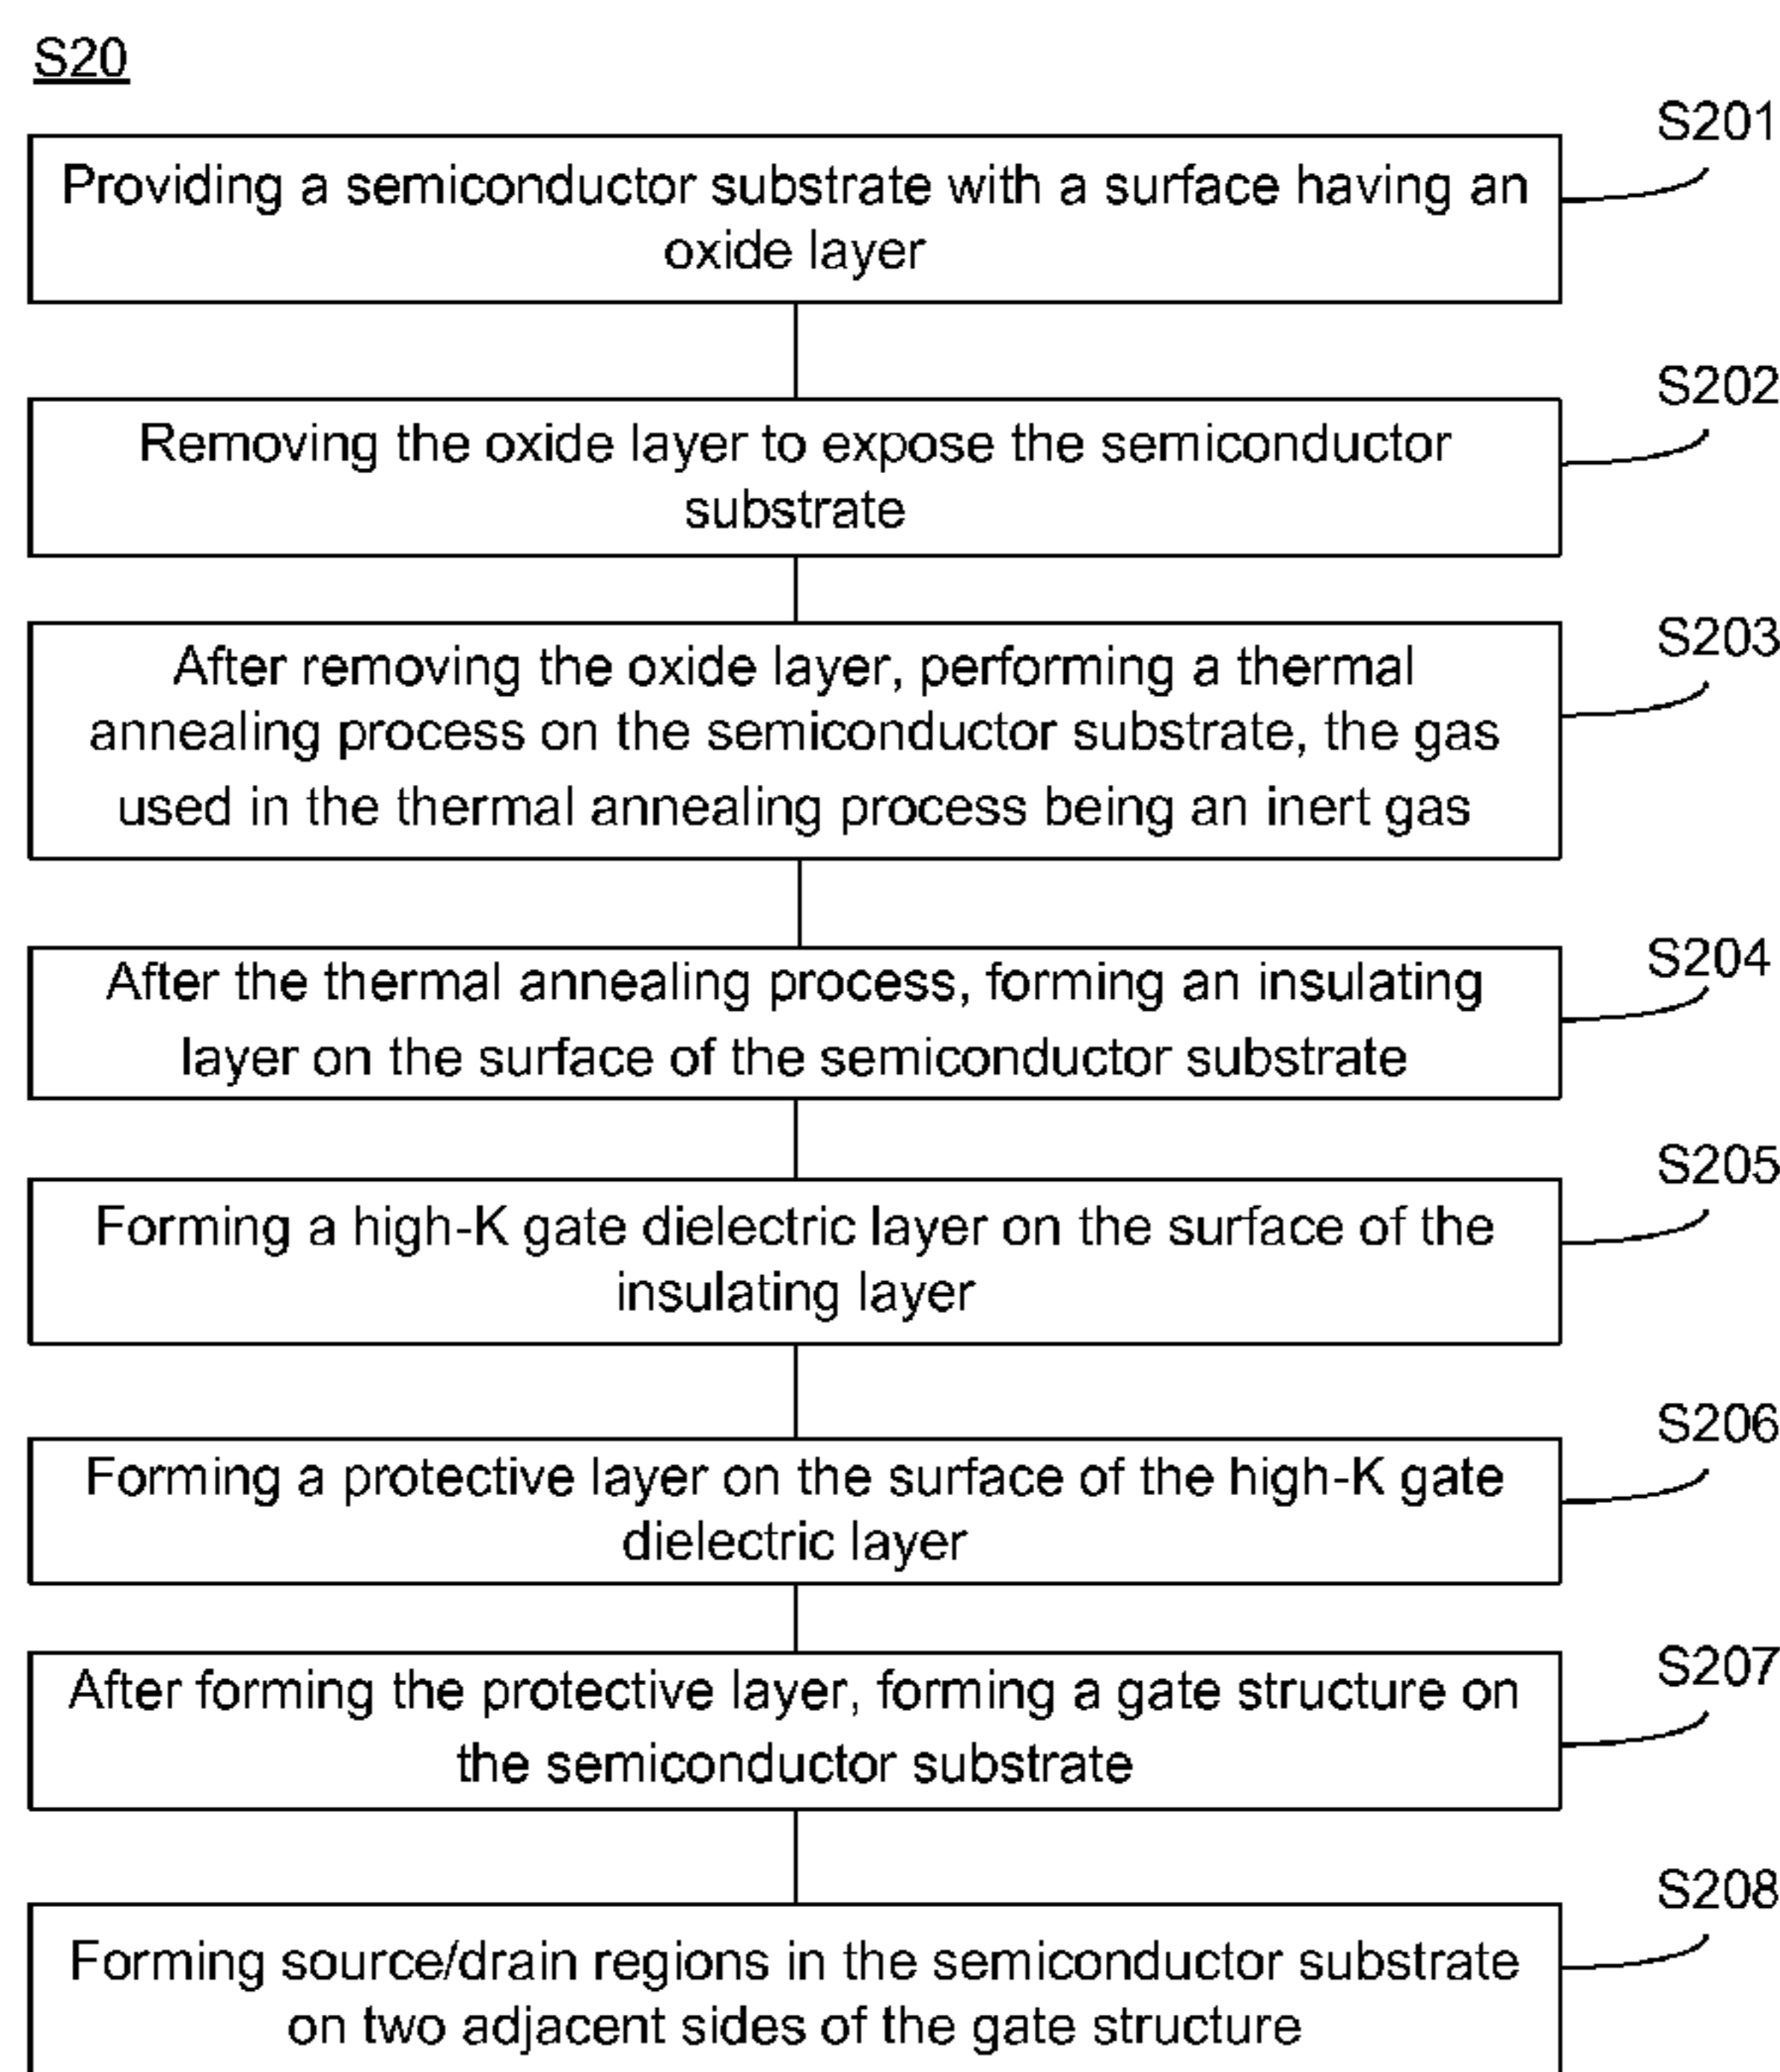 S20
S201
Providing a semiconductor substrate with a surface having an
oxide layer
S202
Removing the oxide layer to expose the semiconductor
substrate
S203
After removing the oxide layer, performing a thermal
annealing process on the semiconductor substrate, the gas
used in the thermal annealing process being an inert gas
S204
After the thermal annealing process, forming an insulating
layer on the surface of the semiconductor substrate
S205
Forming a high-K gate dielectric layer on the surface of the
insulating layer
S206
Forming a protective layer on the surface of the high-K gate
dielectric layer
S207
After forming the protective layer, forming a gate structure on
the semiconductor substrate
S208
Forming source/drain regions in the semiconductor substrate
on two adjacent sides of the gate structure